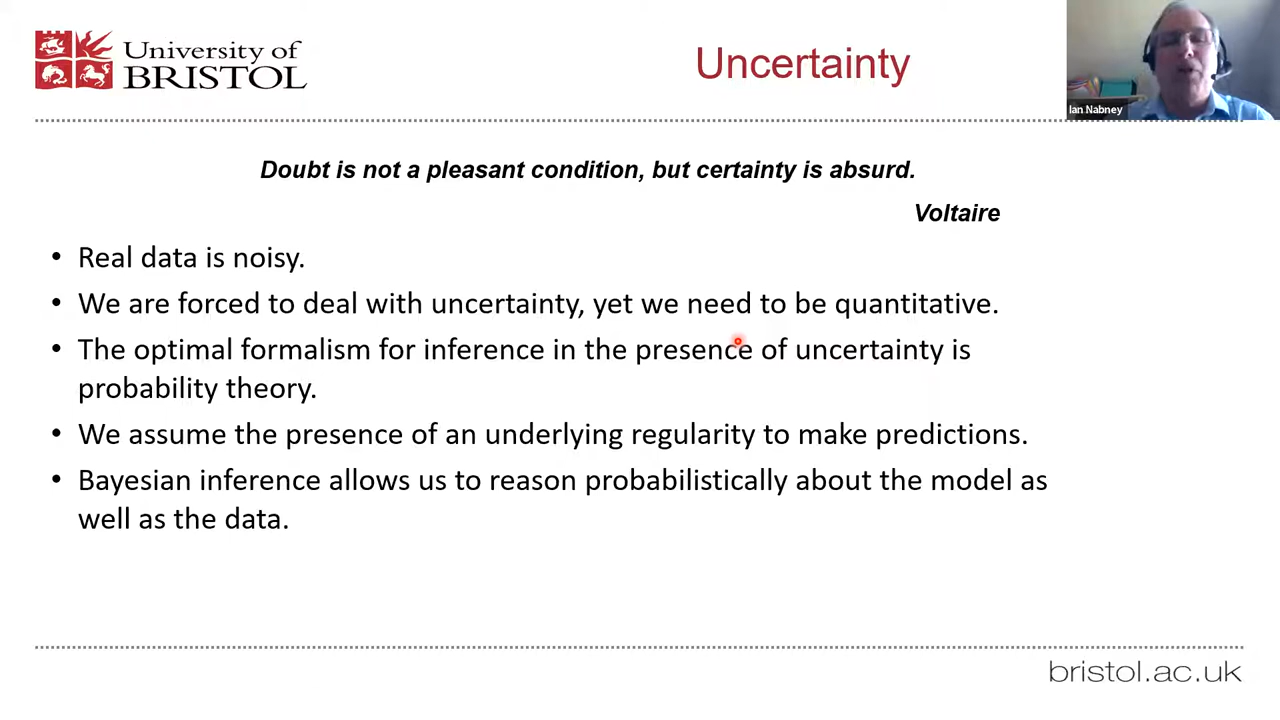 University of
BRISTOL
Uncertainty
Ian Nabney
Doubt is not a pleasant condition, but certainty is absurd.
Voltaire
• Real data is noisy.
• We are forced to deal with uncertainty, yet we need to be quantitative.
• The optimal formalism for inference in the presence of uncertainty is
probability theory.
• We assume the presence of an underlying regularity to make predictions.
• Bayesian inference allows us to reason probabilistically about the model as
well as the data.
bristol.ac.uk